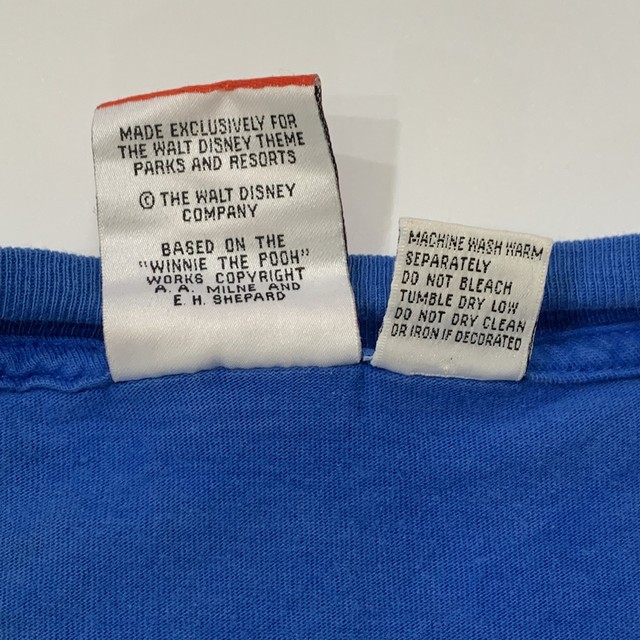 MADE EXCLUSIVELY FOR
THE WALT DISNEY THEME
PARKS AND RESORTS
© THE WALT DISNEY
COMPANY
BASED ON THE
"WINNIE THE POOH"
WORKS COPYRIGHT
A. A. MILNE AND
E. H. SHEPARD
MACHINE WASH WARM
SEPARATELY
DO NOT BLEACH
TUMBLE DRY LOW
DO NOT DRY CLEAN
OR IRON IF DECORATED